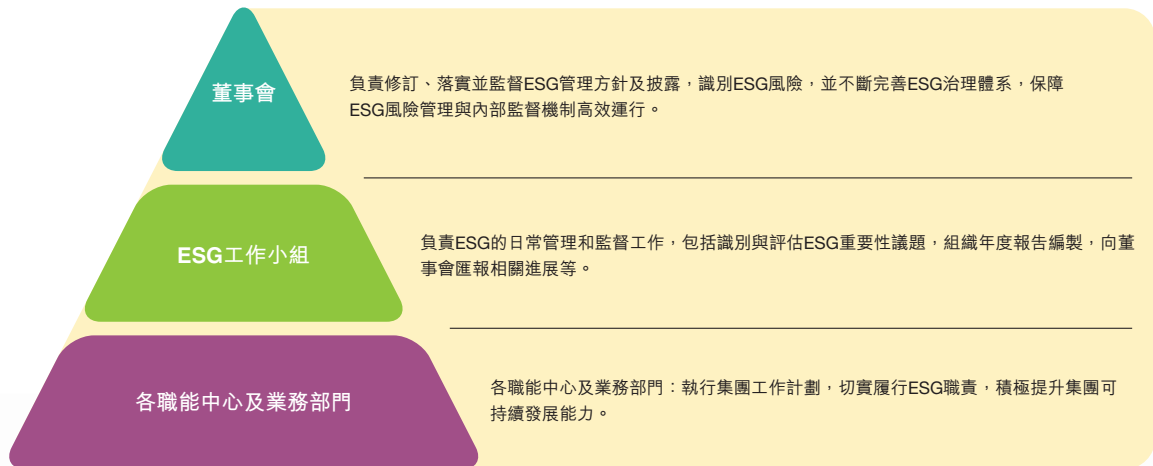 董事會
負責修訂、落實並監督ESG管理方針及披露，識別ESG風險，並不斷完善ESG治理體系，保障
ESG風險管理與內部監督機制高效運行。
ESG工作小組
負責ESG的日常管理和監督工作，包括識別與評估ESG重要性議題，組織年度報告編製，向董
事會匯報相關進展等。
各職能中心及業務部門
各職能中心及業務部門：執行集團工作計劃，切實履行ESG職責，積極提升集團可
持續發展能力。